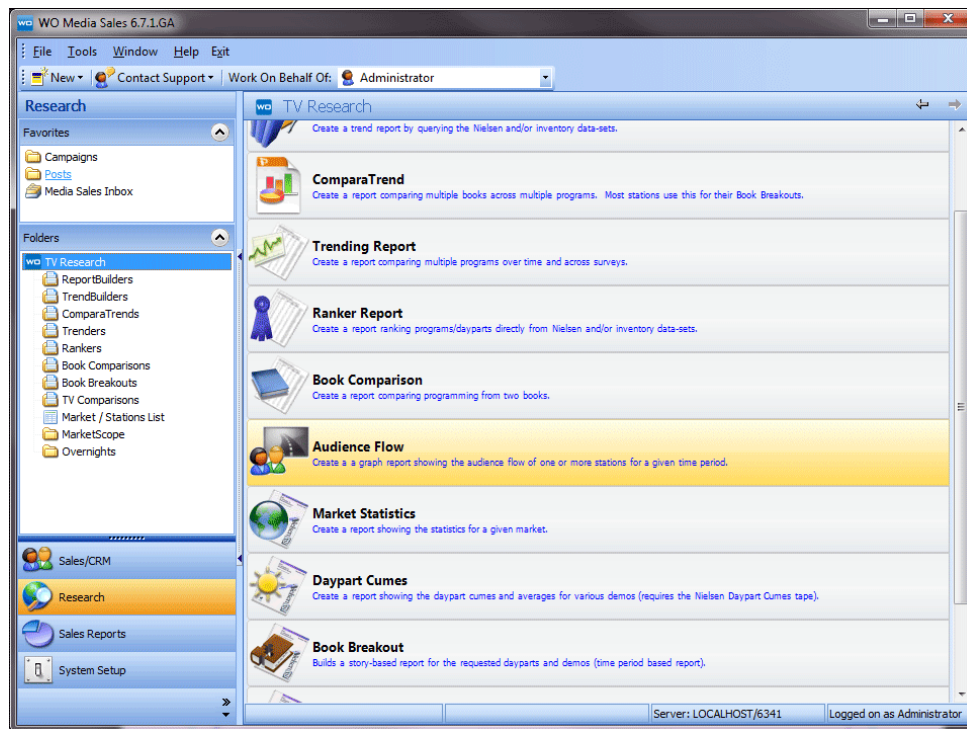 WO WO Media Sales 6.7.1.GA
File Tools Window Help Exit
New Contact Support Work On Behalf Of: Administrator
Research
Favorites
Campaigns
Posts
Media Sales Inbox
Folders
WO TV Research
ReportBuilders
TrendBuilders
ComparaTrends
Trenders
Rankers
Book Comparisons
Book Breakouts
TV Comparisons
Market / Stations List
MarketScope
Overnights
Sales/CRM
Research
Sales Reports
System Setup
WO TV Research
Create a trend report by querying the Nielsen and/or inventory data-sets.
ComparaTrend
Create a report comparing multiple books across multiple programs. Most stations use this for their Book Breakouts.
Trending Report
Create a report comparing multiple programs over time and across surveys.
Ranker Report
Create a report ranking programs/dayparts directly from Nielsen and/or inventory data-sets.
Book Comparison
Create a report comparing programming from two books.
Audience Flow
Create a a graph report showing the audience flow of one or more stations for a given time period.
Market Statistics
Create a report showing the statistics for a given market.
Daypart Cumes
Create a report showing the daypart cumes and averages for various demos (requires the Nielsen Daypart Cumes tape).
Book Breakout
Builds a story-based report for the requested dayparts and demos (time period based report).
Server: LOCALHOST/6341 Logged on as Administrator